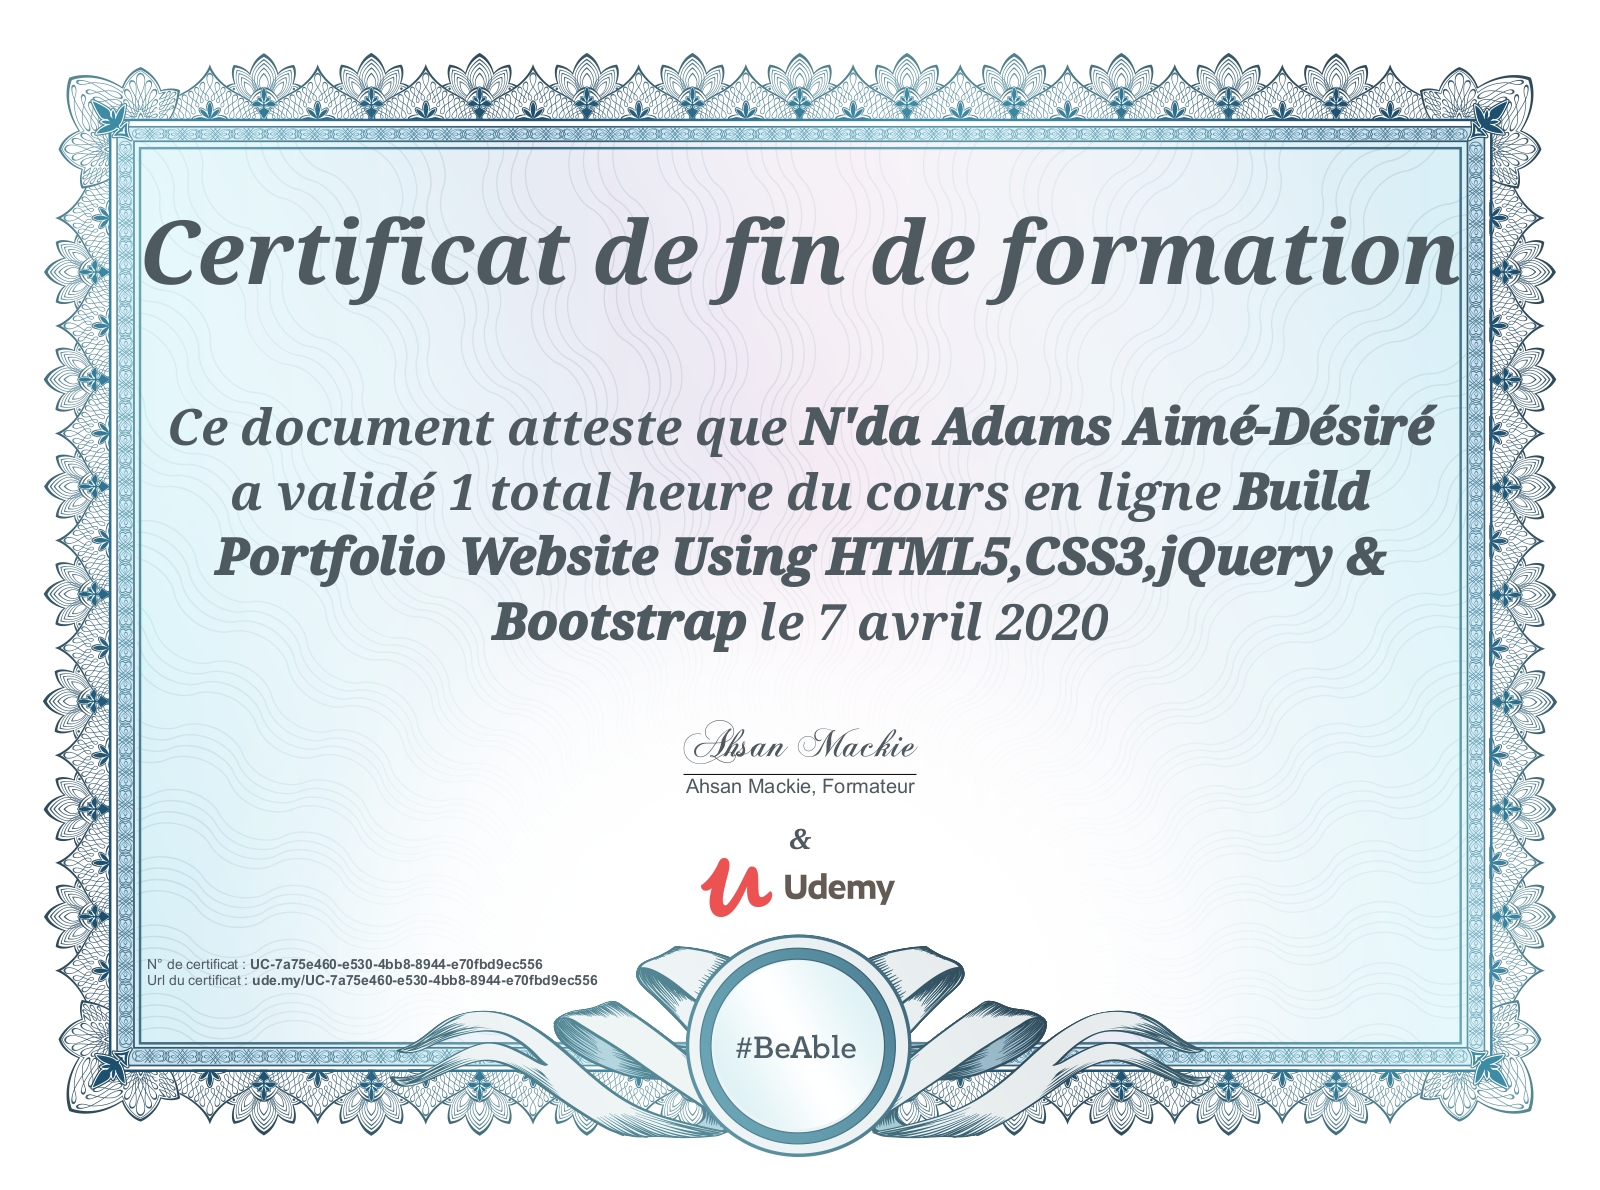 Certificat de fin de formation
Ce document atteste que N'da Adams Aimé-Désiré
a validé 1 total heure du cours en ligne Build
Portfolio Website Using HTML5,CSS3,jQuery &
Bootstrap le 7 avril 2020
Ahsan Mackie
Ahsan Mackie, Formateur
&
Udemy
N° de certificat : UC-7a75e460-e530-4bb8-8944-e70fbd9ec556
Url du certificat : ude.my/UC-7a75e460-e530-4bb8-8944-e70fbd9ec556
#BeAble